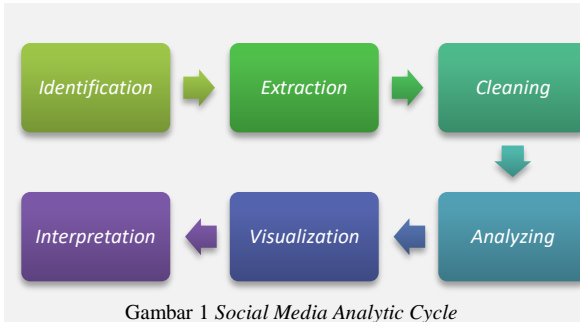 Identification
Extraction
Cleaning
Analyzing
Visualization
Interpretation
Gambar 1 Social Media Analytic Cycle